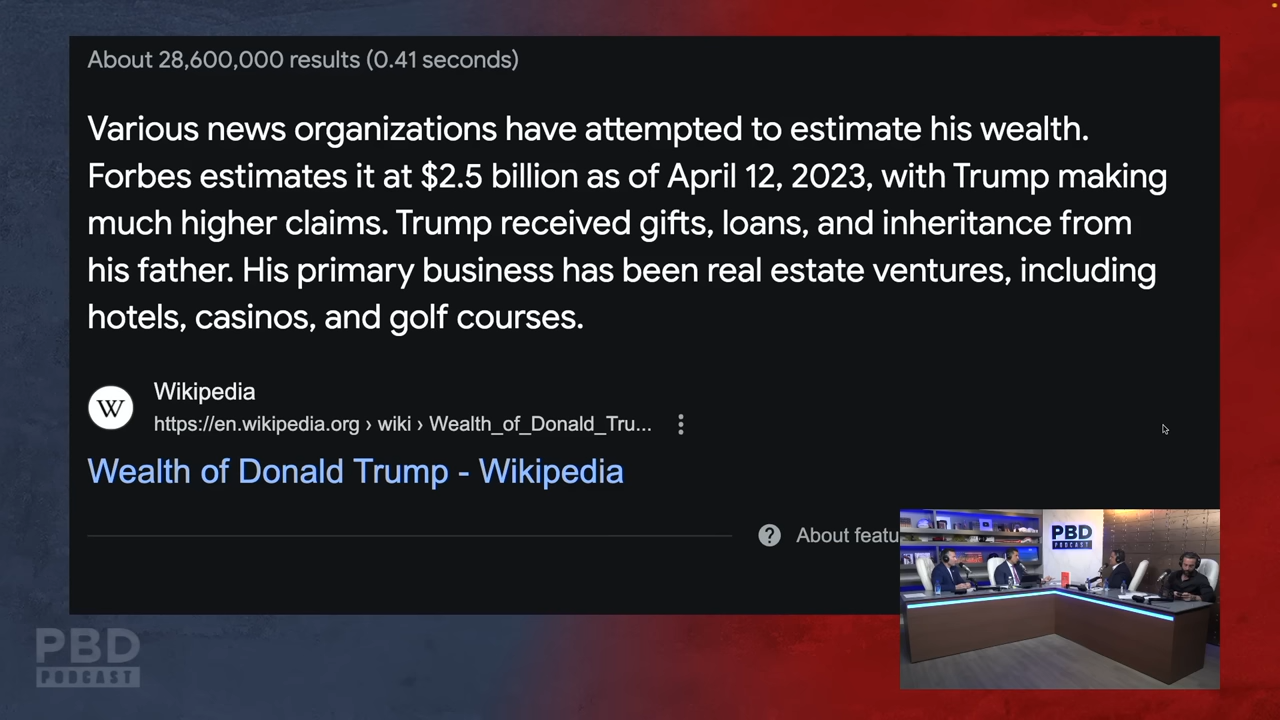 About 28,600,000 results (0.41 seconds)
Various news organizations have attempted to estimate his wealth.
Forbes estimates it at $2.5 billion as of April 12, 2023, with Trump making
much higher claims. Trump received gifts, loans, and inheritance from
his father. His primary business has been real estate ventures, including
hotels, casinos, and golf courses.
W
Wikipedia
https://en.wikipedia.org › wiki › Wealth_of_Donald_Tru...
Wealth of Donald Trump - Wikipedia
? About featu
PBD
PODCAST
PBD
PODCAST